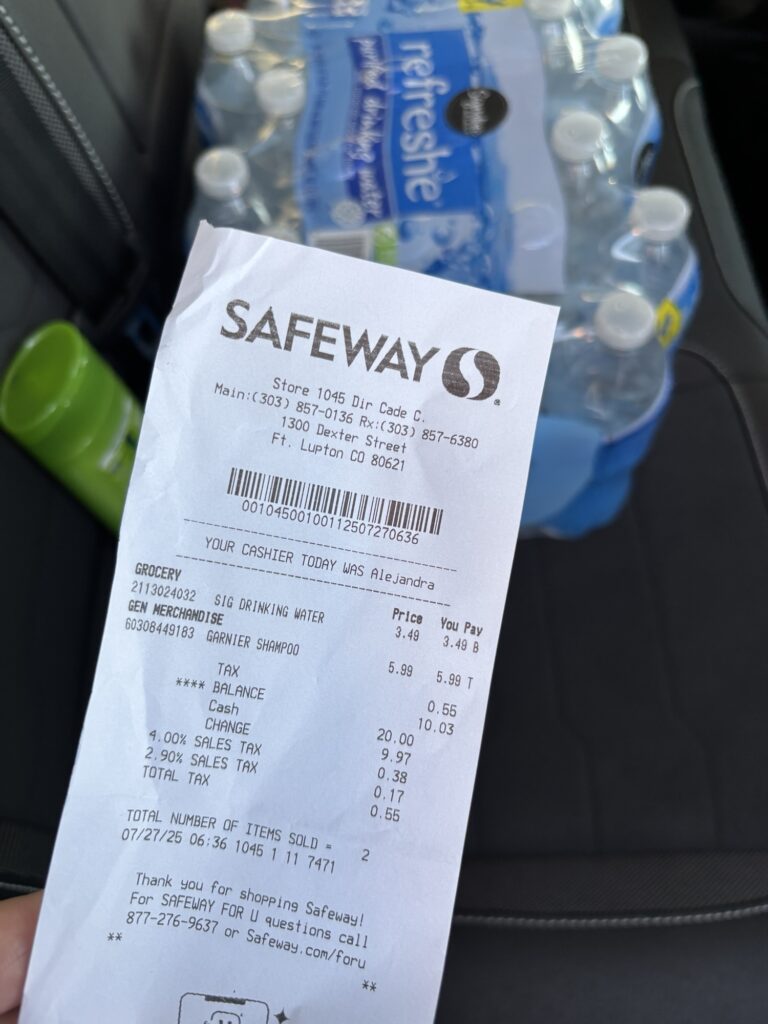 refreshe
purified drinking water
SAFEWAY
Store 1045 Dir Cade C.
Main:(303) 857-0136 Rx:(303) 857-6380
1300 Dexter Street
Ft. Lupton CO 80621
00104500100112507270636
YOUR CASHIER TODAY WAS Alejandra
Price You Pay
GROCERY
2113024032 SIG DRINKING WATER 3.49 3.49 B
GEN MERCHANDISE
60308449183 GARNIER SHAMPOO 5.99 5.99 T
TAX 0.55
**** BALANCE 10.03
Cash 20.00
CHANGE 9.97
4.00% SALES TAX 0.38
2.90% SALES TAX 0.17
TOTAL TAX 0.55
TOTAL NUMBER OF ITEMS SOLD = 2
07/27/25 06:36 1045 1 11 7471
Thank you for shopping Safeway!
For SAFEWAY FOR U questions call
877-276-9637 or Safeway.com/foru
** **